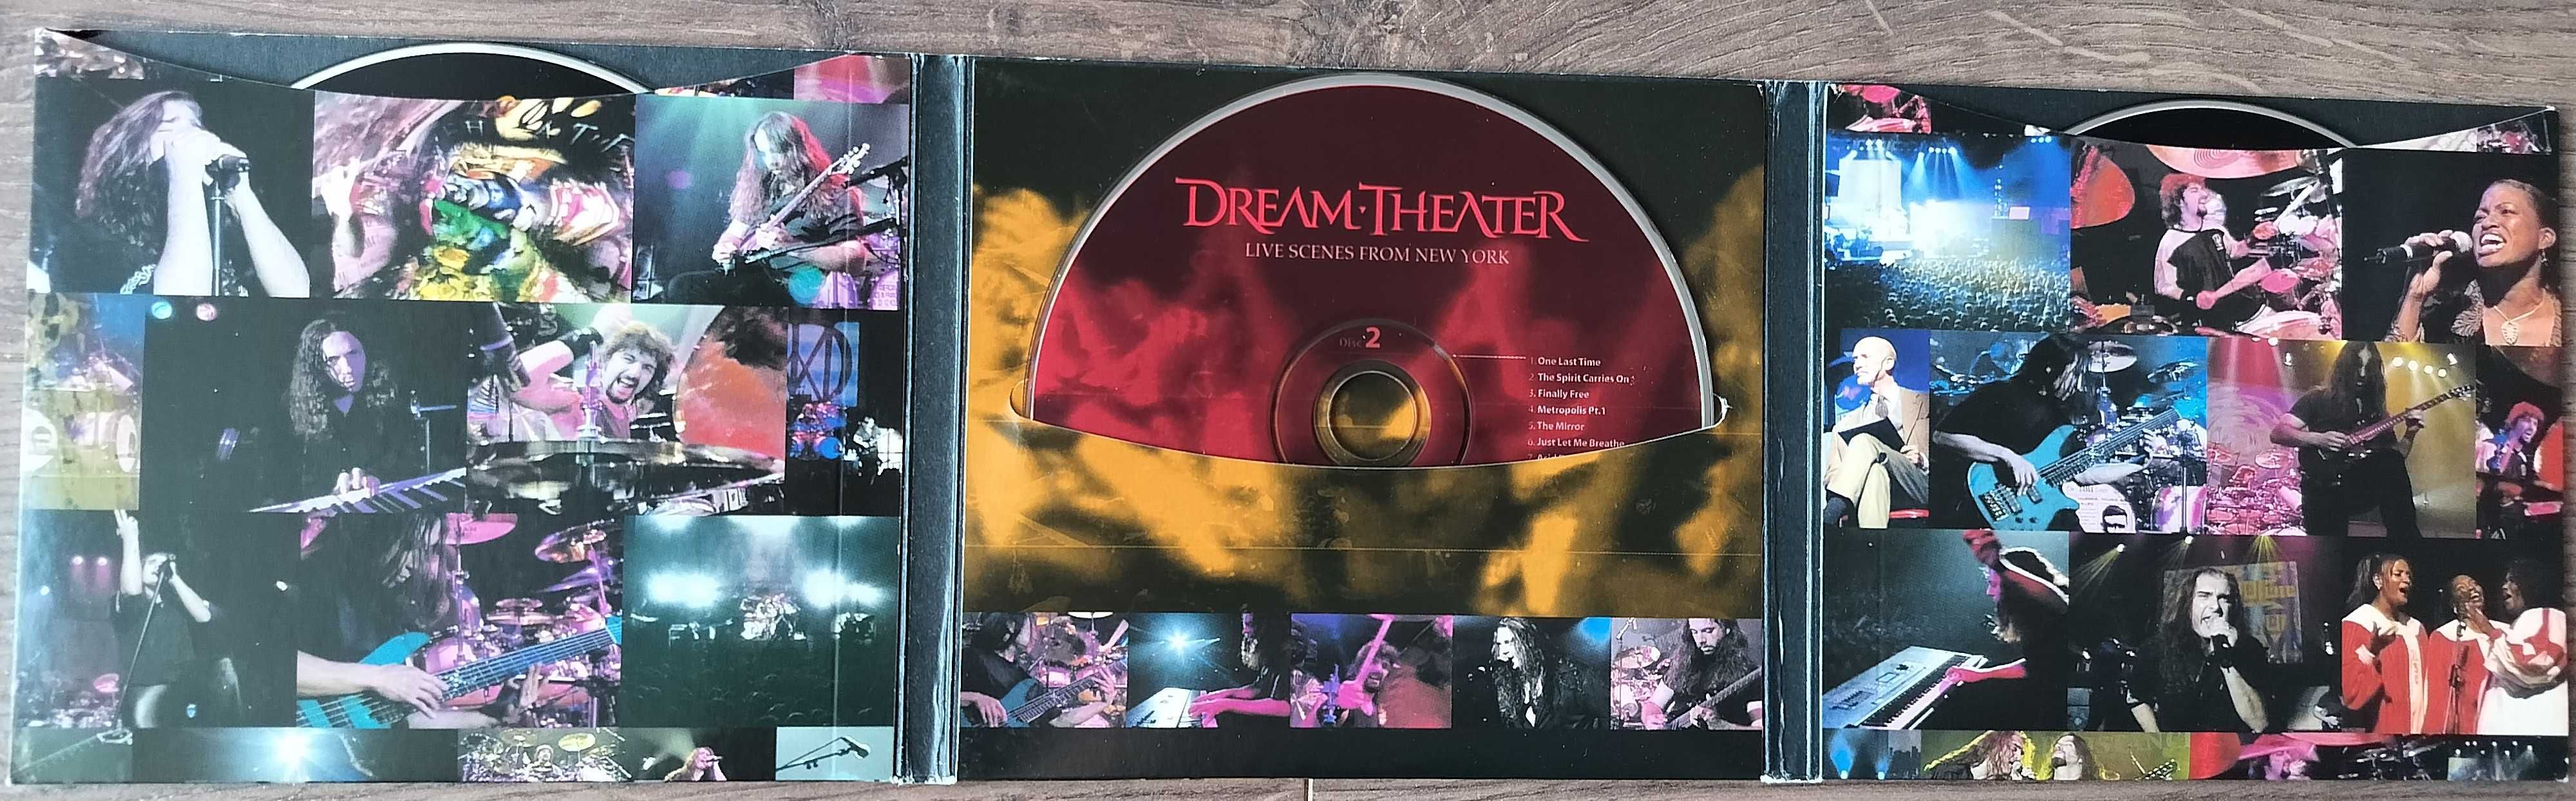 DREAM·THEATER
LIVE SCENES FROM NEW YORK
Disc 2
1. One Last Time
2. The Spirit Carries On
3. Finally Free
4. Metropolis Pt.1
5. The Mirror
6. Just Let Me Breathe